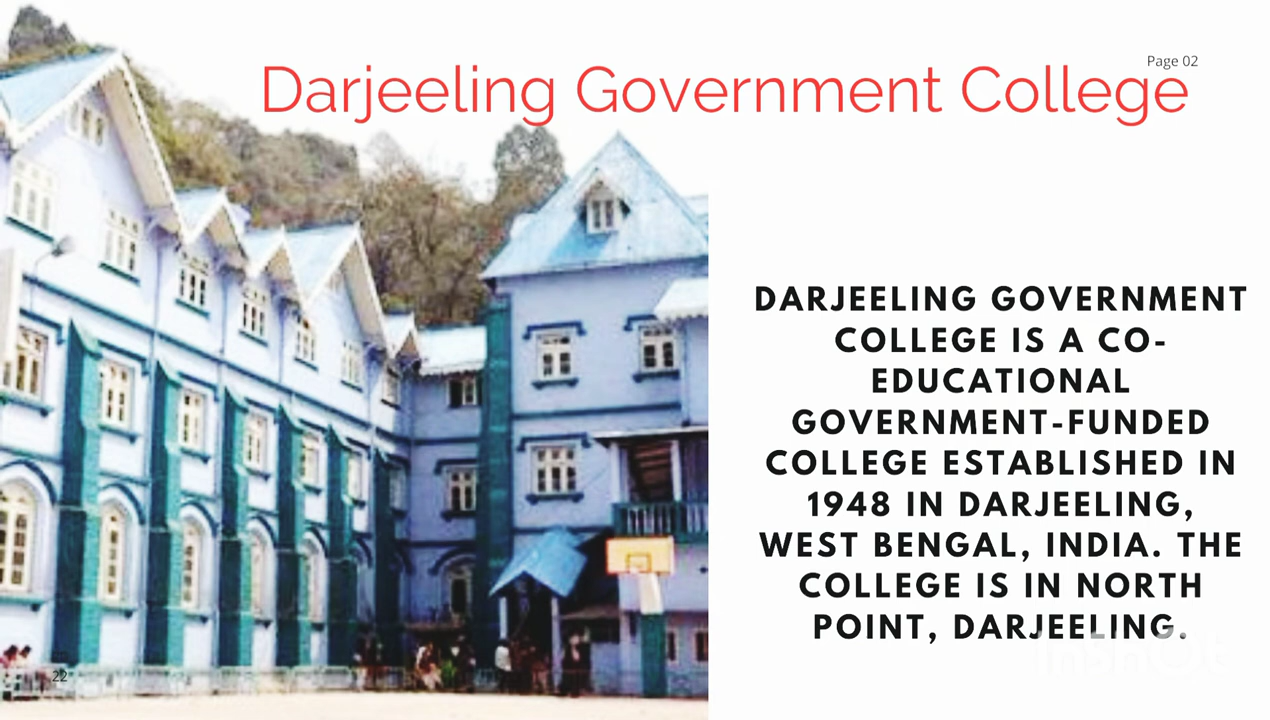 Page 02
Darjeeling Government College
DARJEELING GOVERNMENT
COLLEGE IS A CO-
EDUCATIONAL
GOVERNMENT-FUNDED
COLLEGE ESTABLISHED IN
1948 IN DARJEELING,
WEST BENGAL, INDIA. THE
COLLEGE IS IN NORTH
POINT, DARJEELING.
InShOt
22